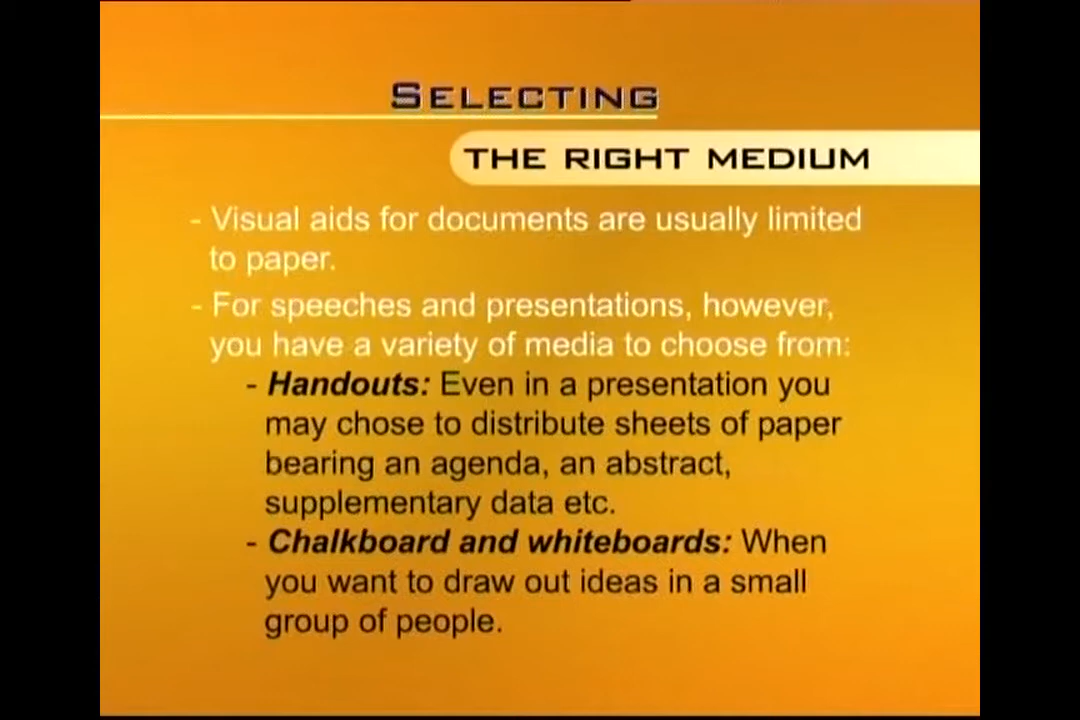 SELECTING
THE RIGHT MEDIUM
- Visual aids for documents are usually limited
to paper.
- For speeches and presentations, however,
you have a variety of media to choose from:
- Handouts: Even in a presentation you
may chose to distribute sheets of paper
bearing an agenda, an abstract,
supplementary data etc.
- Chalkboard and whiteboards: When
you want to draw out ideas in a small
group of people.